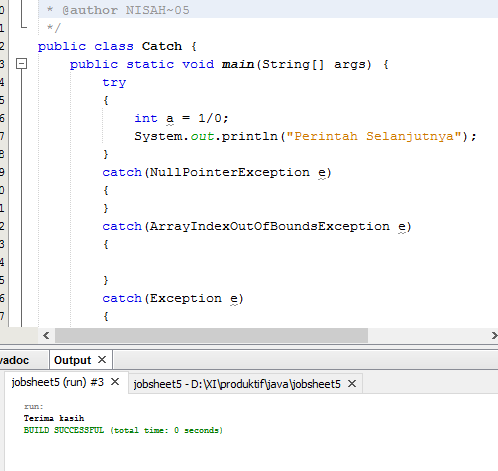 0 * @author NISAH~05
1 */
2 public class Catch {
3 public static void main(String[] args) {
4 try
5 {
6 int a = 1/0;
7 System.out.println("Perintah Selanjutnya");
8 }
9 catch(NullPointerException e)
0 {
1 }
2 catch(ArrayIndexOutOfBoundsException e)
3 {
4
5 }
6 catch(Exception e)
7 {
vadoc Output
jobsheet5 (run) #3 jobsheet5 - D:\XI\produktif\java\jobsheet5
run:
Terima kasih
BUILD SUCCESSFUL (total time: 0 seconds)